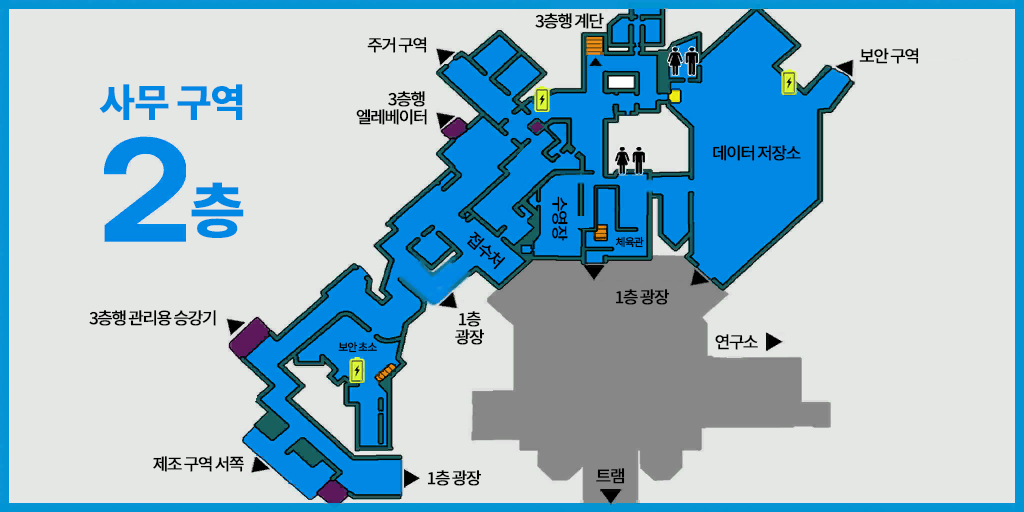 사무 구역
2층
3층행 계단
주거 구역
보안 구역
3층행
엘레베이터
데이터 저장소
수영장
체육관
접수처
1층 광장
1층
광장
3층행 관리용 승강기
보안 초소
연구소
제조 구역 서쪽
1층 광장
트램